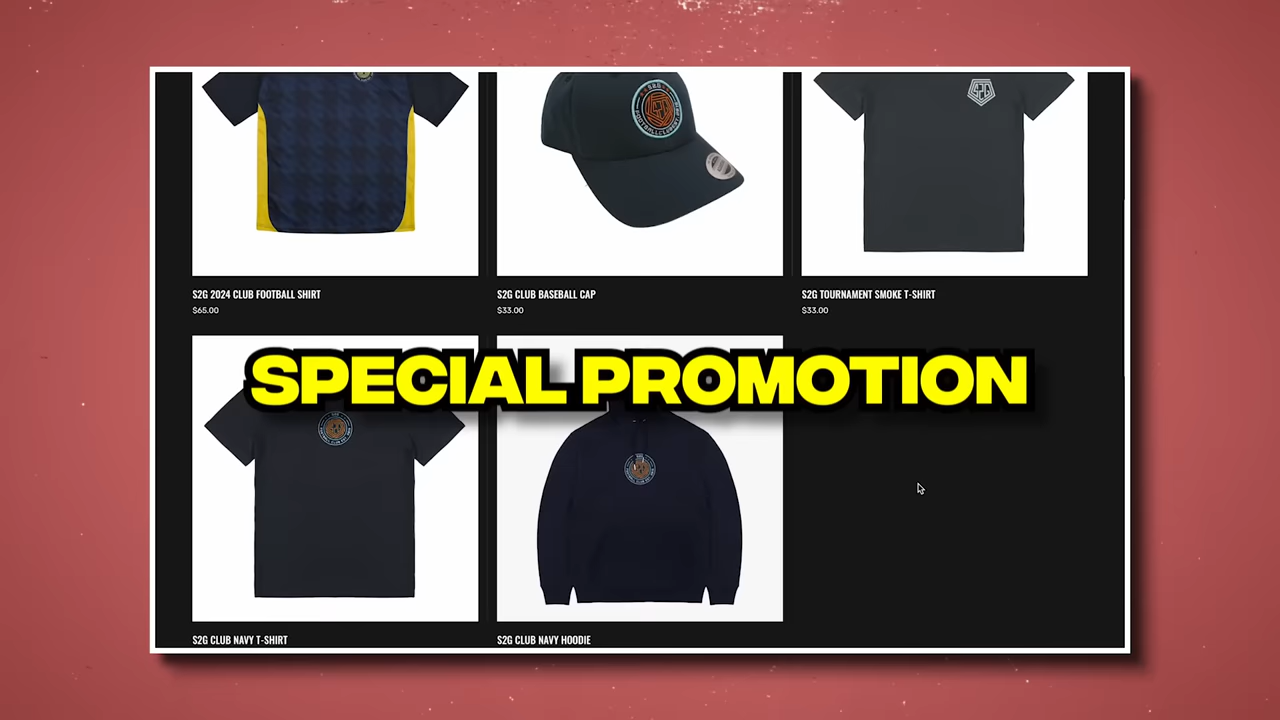 S2G 2024 CLUB FOOTBALL SHIRT
$65.00
S2G CLUB BASEBALL CAP
$33.00
S2G TOURNAMENT SMOKE T-SHIRT
$33.00
SPECIAL PROMOTION
S2G CLUB NAVY T-SHIRT
S2G CLUB NAVY HOODIE